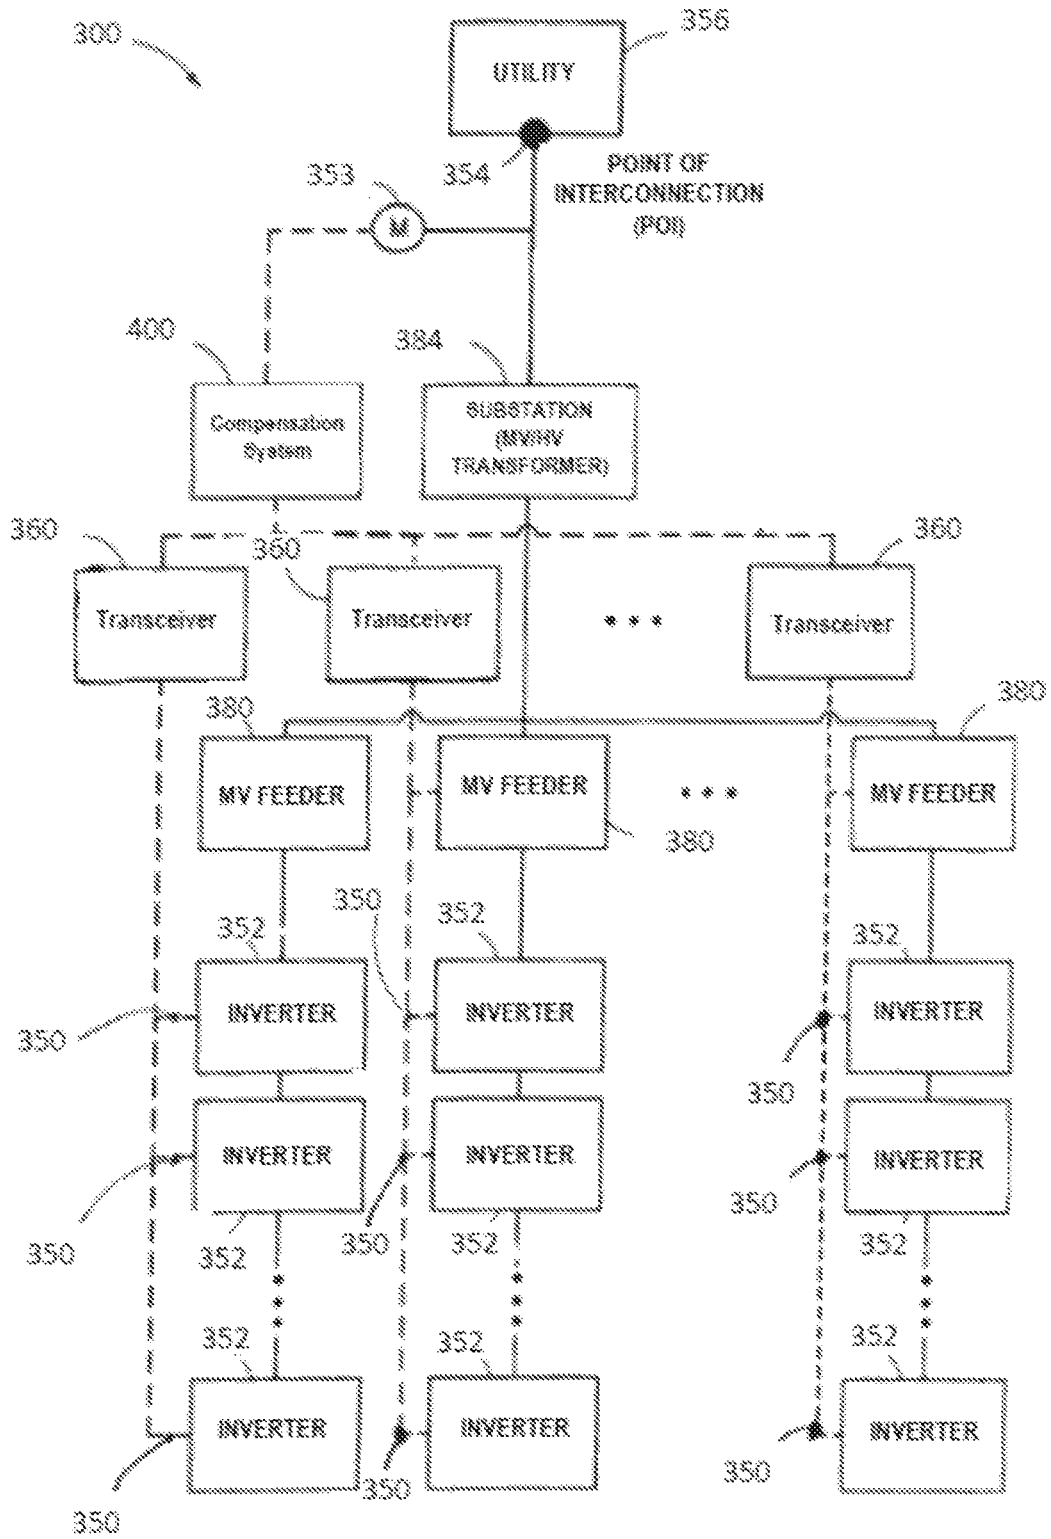 300
356
UTILITY
354
POINT OF
INTERCONNECTION
(POI)
353
M
400
384
Compensation
System
SUBSTATION
(MV/HV
TRANSFORMER)
360
360
360
Transceiver
Transceiver
Transceiver
380
380
MV FEEDER
MV FEEDER
MV FEEDER
380
350
352
352
352
INVERTER
INVERTER
INVERTER
350
350
INVERTER
INVERTER
INVERTER
350
350
350
352
352
352
352
352
352
INVERTER
INVERTER
INVERTER
350
350
350